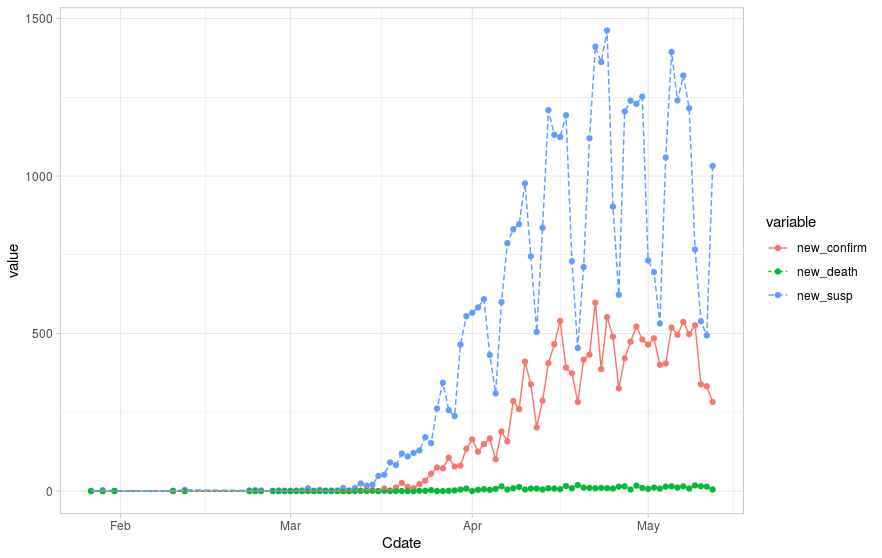 1500
1000
500
0
value
Feb
Mar
Apr
May
Cdate
variable
new_confirm
new_death
new_susp